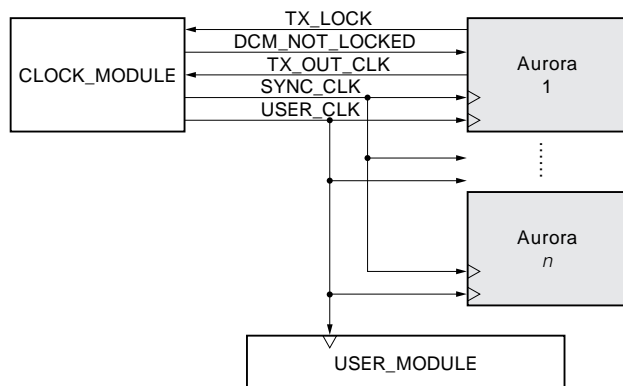 TX_LOCK
DCM_NOT_LOCKED
TX_OUT_CLK
SYNC_CLK
USER_CLK
CLOCK_MODULE
Aurora
1
Aurora
n
USER_MODULE